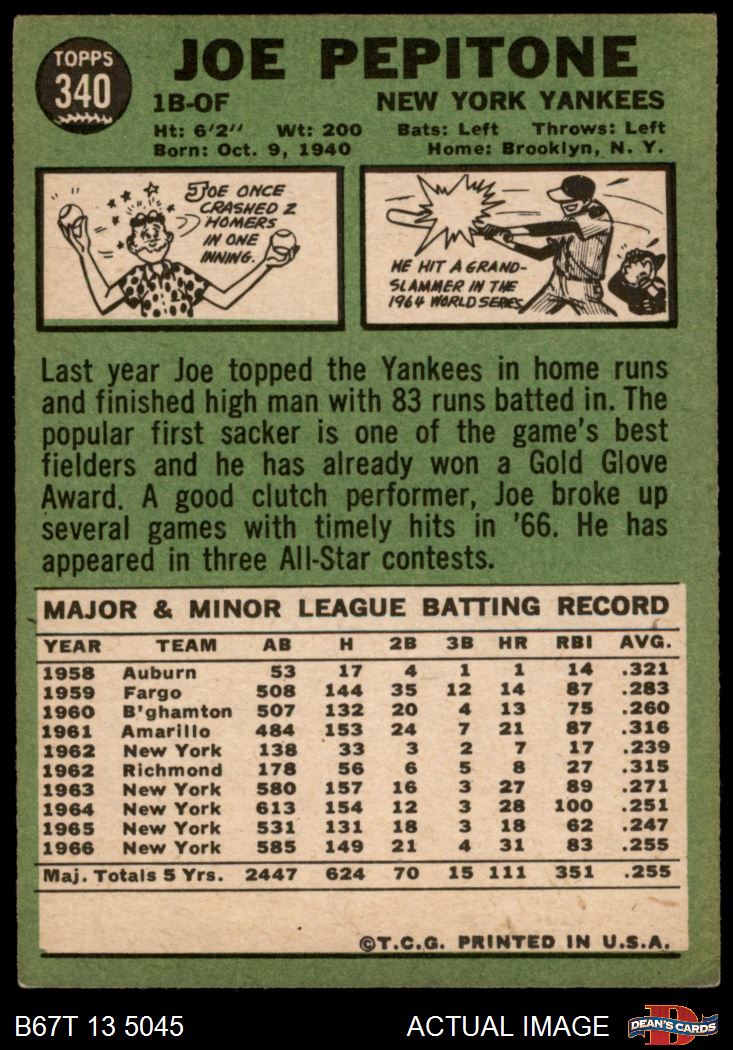 TOPPS
340
JOE PEPITONE
1B-OF NEW YORK YANKEES
Ht: 6'2" Wt: 200 Bats: Left Throws: Left
Born: Oct. 9, 1940 Home: Brooklyn, N. Y.
JOE ONCE
CRASHED 2
HOMERS
IN ONE
INNING.
HE HIT A GRAND-
SLAMMER IN THE
1964 WORLD SERIES
Last year Joe topped the Yankees in home runs
and finished high man with 83 runs batted in. The
popular first sacker is one of the game's best
fielders and he has already won a Gold Glove
Award. A good clutch performer, Joe broke up
several games with timely hits in '66. He has
appeared in three All-Star contests.
MAJOR & MINOR LEAGUE BATTING RECORD
YEAR TEAM AB H 2B 3B HR RBI AVG.
1958 Auburn 53 17 4 1 1 14 .321
1959 Fargo 508 144 35 12 14 87 .283
1960 B'ghamton 507 132 20 4 13 75 .260
1961 Amarillo 484 153 24 7 21 87 .316
1962 New York 138 33 3 2 7 17 .239
1962 Richmond 178 56 6 5 8 27 .315
1963 New York 580 157 16 3 27 89 .271
1964 New York 613 154 12 3 28 100 .251
1965 New York 531 131 18 3 18 62 .247
1966 New York 585 149 21 4 31 83 .255
Maj. Totals 5 Yrs. 2447 624 70 15 111 351 .255
©T.C.G. PRINTED IN U.S.A.
B67T 13 5045 ACTUAL IMAGE
D
DEAN'S CARDS